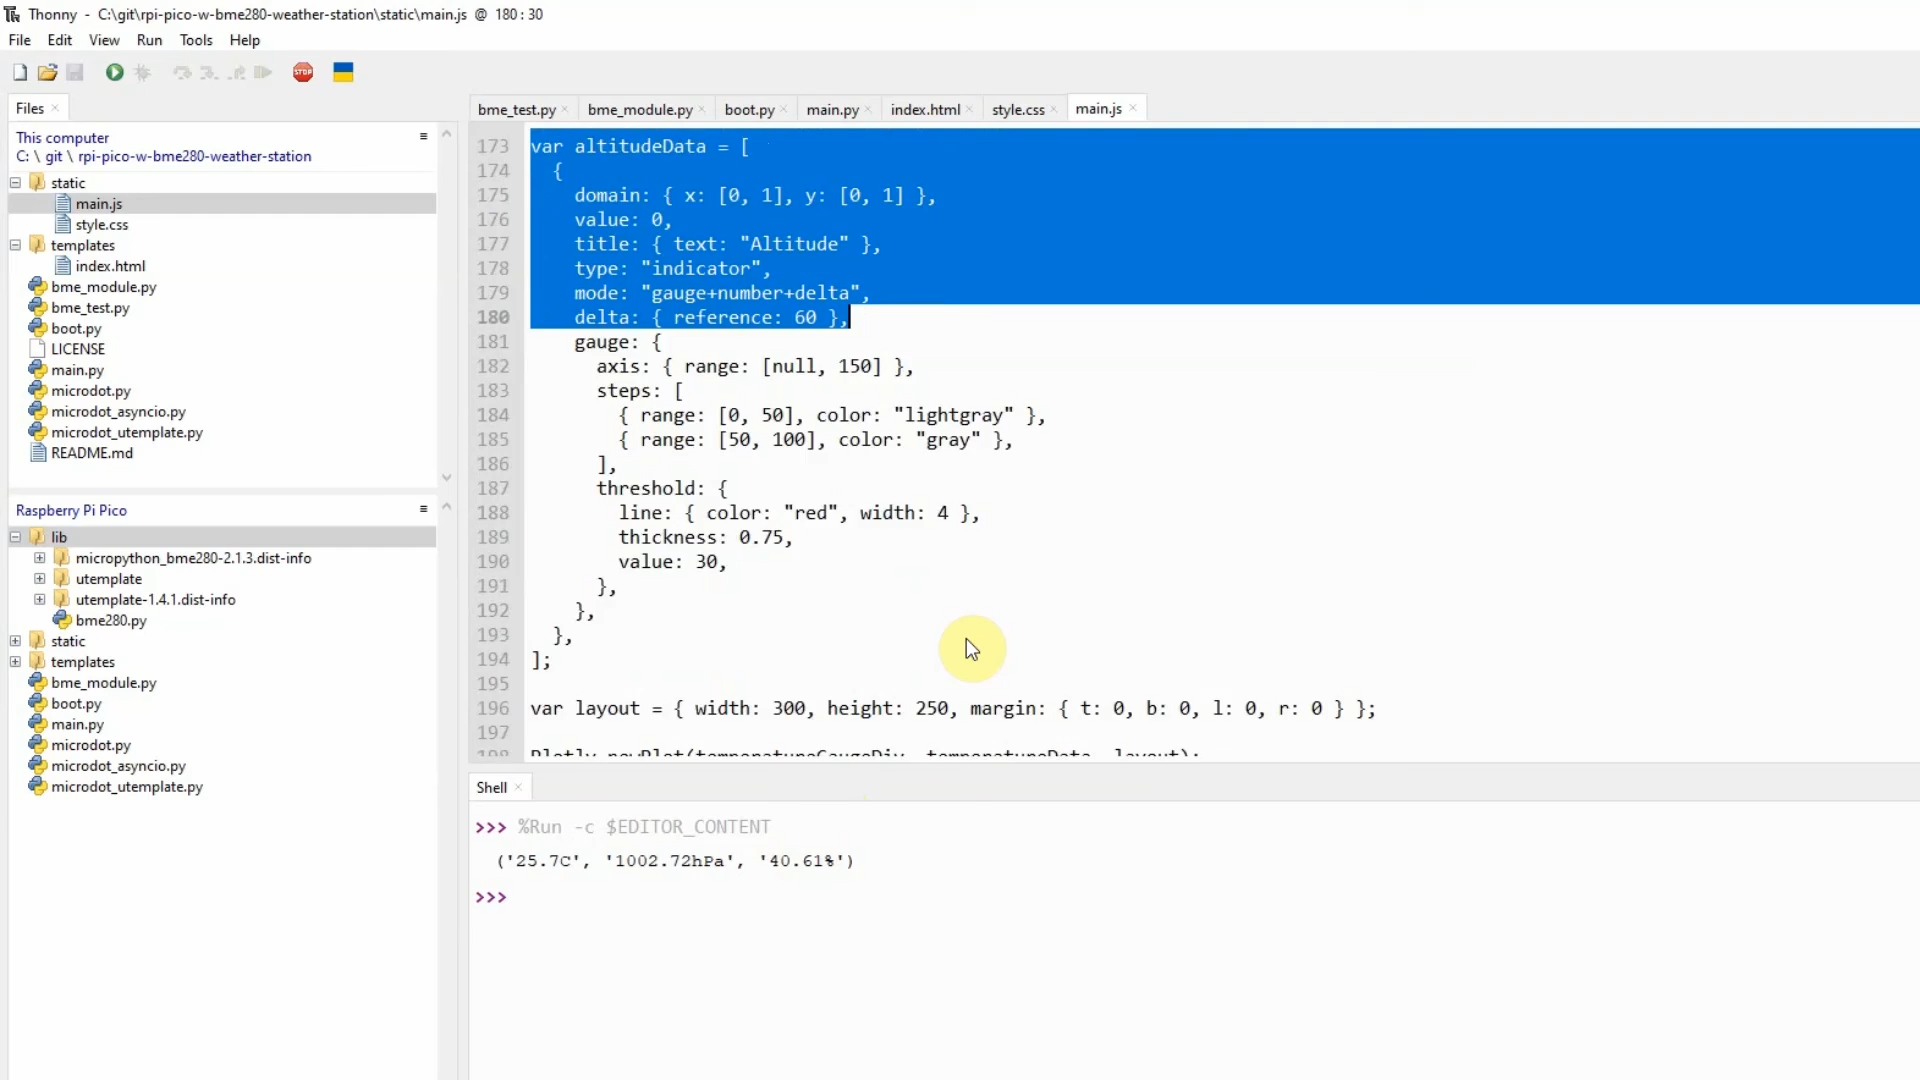 Thonny - C:\git\rpi-pico-w-bme280-weather-station\static\main.js @ 180 : 30
File Edit View Run Tools Help
STOP
Files
This computer
C: \ git \ rpi-pico-w-bme280-weather-station
static
main.js
style.css
templates
index.html
bme_module.py
bme_test.py
boot.py
LICENSE
main.py
microdot.py
microdot_asyncio.py
microdot_utemplate.py
README.md
Raspberry Pi Pico
lib
micropython_bme280-2.1.3.dist-info
utemplate
utemplate-1.4.1.dist-info
bme280.py
static
templates
bme_module.py
boot.py
main.py
microdot.py
microdot_asyncio.py
microdot_utemplate.py
bme_test.py bme_module.py boot.py main.py index.html style.css main.js
173 var altitudeData = [
174 {
175 domain: { x: [0, 1], y: [0, 1] },
176 value: 0,
177 title: { text: "Altitude" },
178 type: "indicator",
179 mode: "gauge+number+delta",
180 delta: { reference: 60 },
181 gauge: {
182 axis: { range: [null, 150] },
183 steps: [
184 { range: [0, 50], color: "lightgray" },
185 { range: [50, 100], color: "gray" },
186 ],
187 threshold: {
188 line: { color: "red", width: 4 },
189 thickness: 0.75,
190 value: 30,
191 },
192 },
193 },
194 ];
195
196 var layout = { width: 300, height: 250, margin: { t: 0, b: 0, l: 0, r: 0 } };
197
198 Plotly.newPlot(temperatureGaugeDiv, temperatureData, layout);
Shell
>>> %Run -c $EDITOR_CONTENT
('25.7C', '1002.72hPa', '40.61%')
>>>